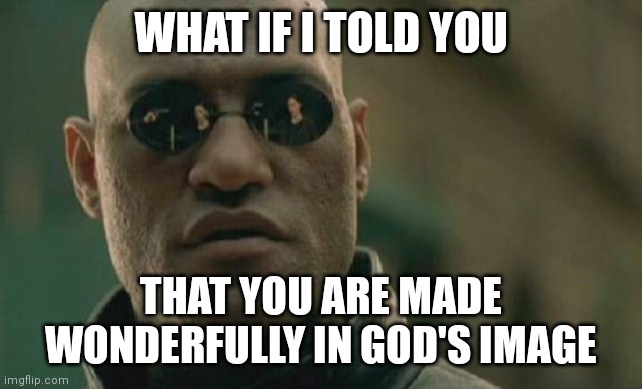 WHAT IF I TOLD YOU
THAT YOU ARE MADE
WONDERFULLY IN GOD'S IMAGE
imgflip.com